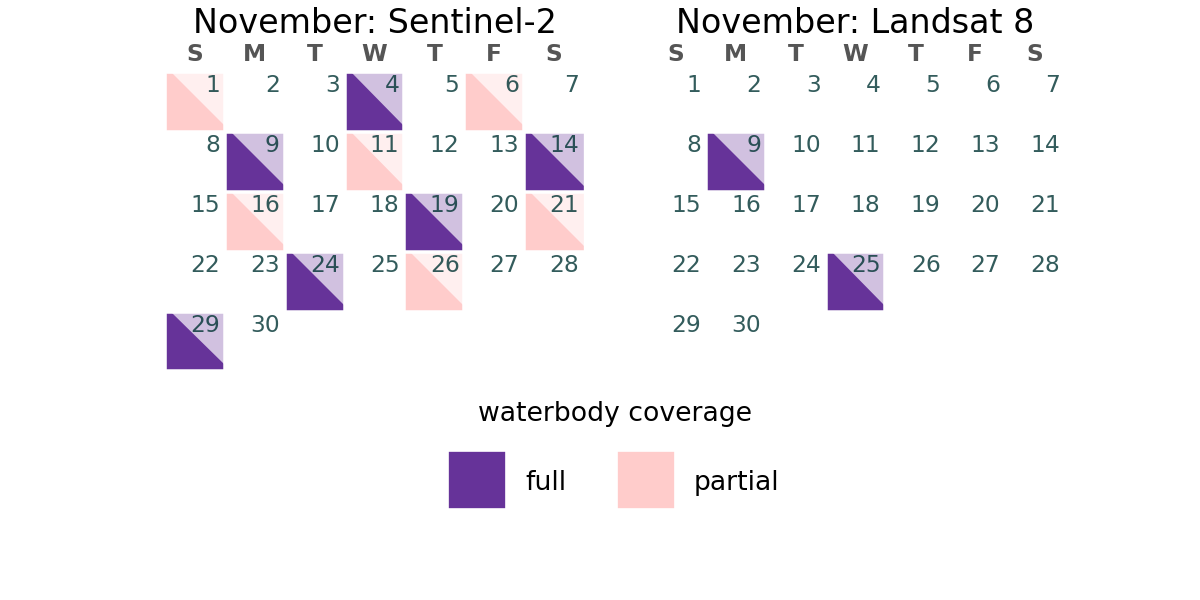 November: Sentinel-2
S M T W T F S
1 2 3 4 5 6 7
8 9 10 11 12 13 14
15 16 17 18 19 20 21
22 23 24 25 26 27 28
29 30
November: Landsat 8
S M T W T F S
1 2 3 4 5 6 7
8 9 10 11 12 13 14
15 16 17 18 19 20 21
22 23 24 25 26 27 28
29 30
waterbody coverage
full partial